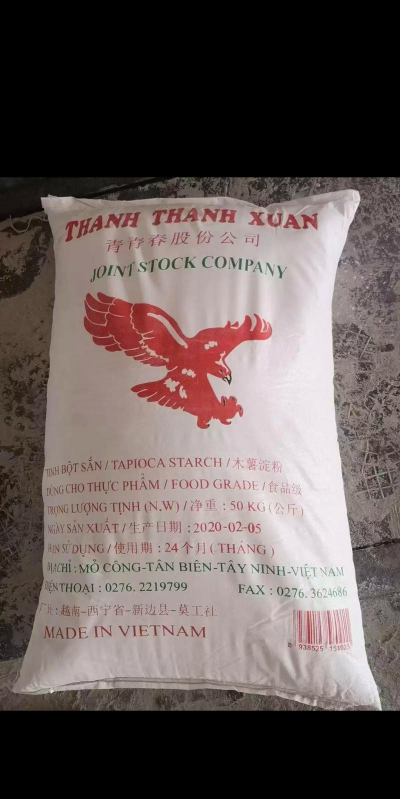 THANH THANH XUAN
青青春股份公司
JOINT STOCK COMPANY
TINH BỘT SẮN / TAPIOCA STARCH / 木薯淀粉
DÙNG CHO THỰC PHẨM / FOOD GRADE / 食品级
TRỌNG LƯỢNG TỊNH (N,W) / 净重 : 50 KG (公斤)
NGÀY SẢN XUẤT / 生产日期 : 2020-02-05
HẠN SỬ DỤNG / 使用期 : 24 个月 ( THÁNG )
ĐỊA CHỈ : MỎ CÔNG-TÂN BIÊN-TÂY NINH-VIỆT NAM
ĐIỆN THOẠI : 0276. 2219799 FAX : 0276. 3624686
越南-西宁省-新边县-莫工社
MADE IN VIETNAM
8 938525